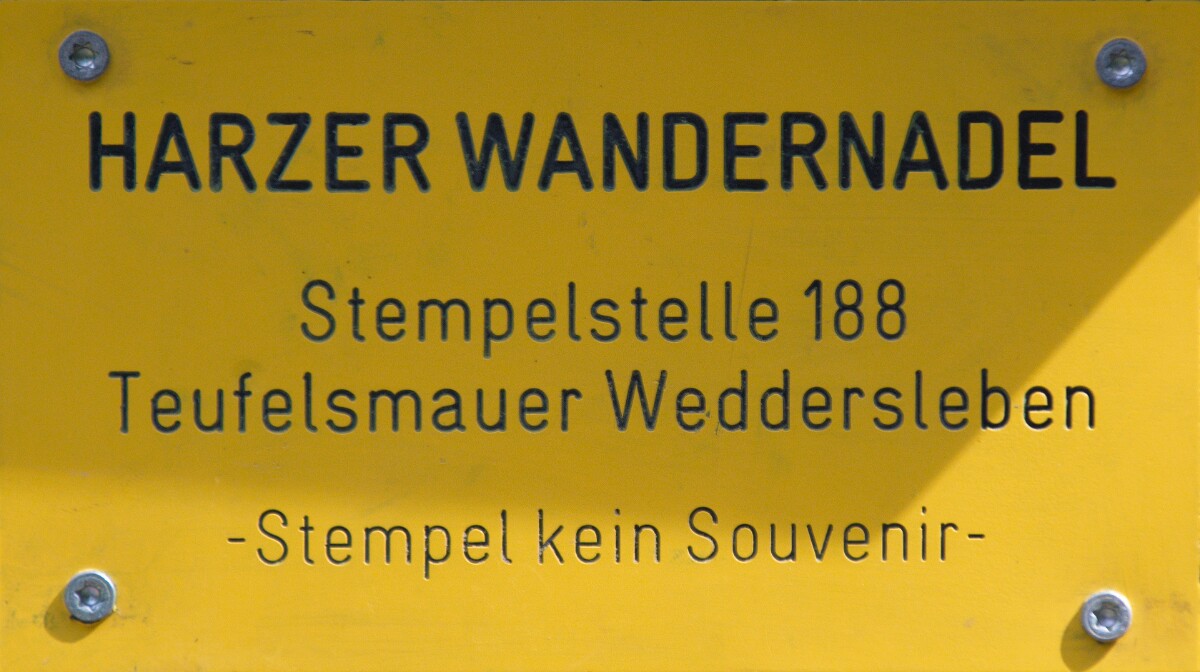 HARZER WANDERNADEL
Stempelstelle 188
Teufelsmauer Weddersleben
-Stempel kein Souvenir-